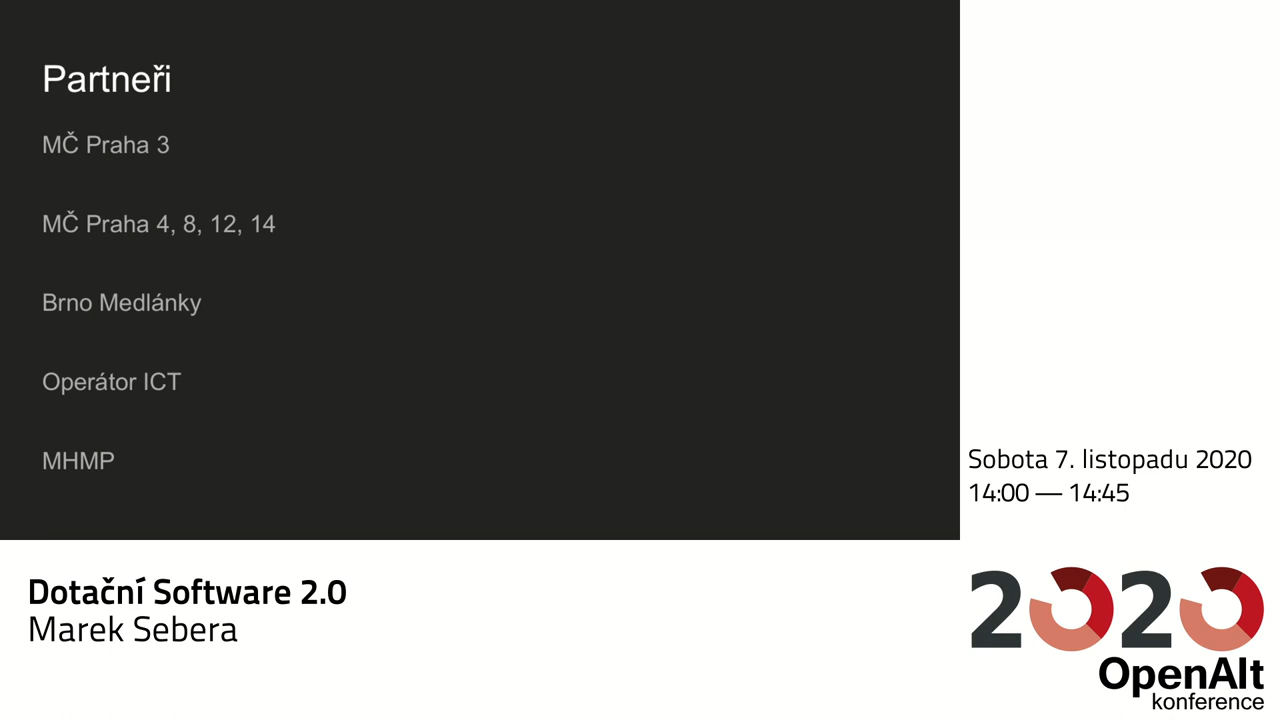 Partneři
MČ Praha 3
MČ Praha 4, 8, 12, 14
Brno Medlánky
Operátor ICT
MHMP
Sobota 7. listopadu 2020
14:00 — 14:45
Dotační Software 2.0
Marek Sebera
2020
OpenAlt
konference